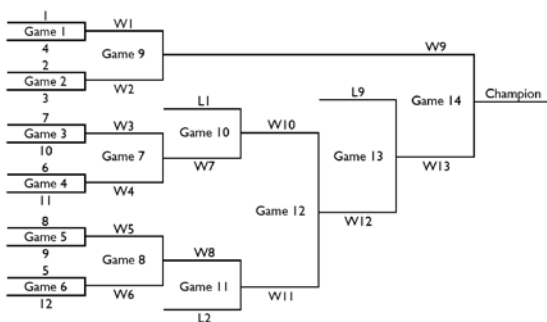 1
Game 1
4
W1
2
Game 2
3
W2
Game 9
W9
7
Game 3
10
W3
6
Game 4
11
W4
Game 7
L1
Game 10
W7
W10
8
Game 5
9
W5
5
Game 6
12
W6
Game 8
W8
Game 11
L2
W11
Game 12
W12
L9
Game 13
W13
Game 14
Champion